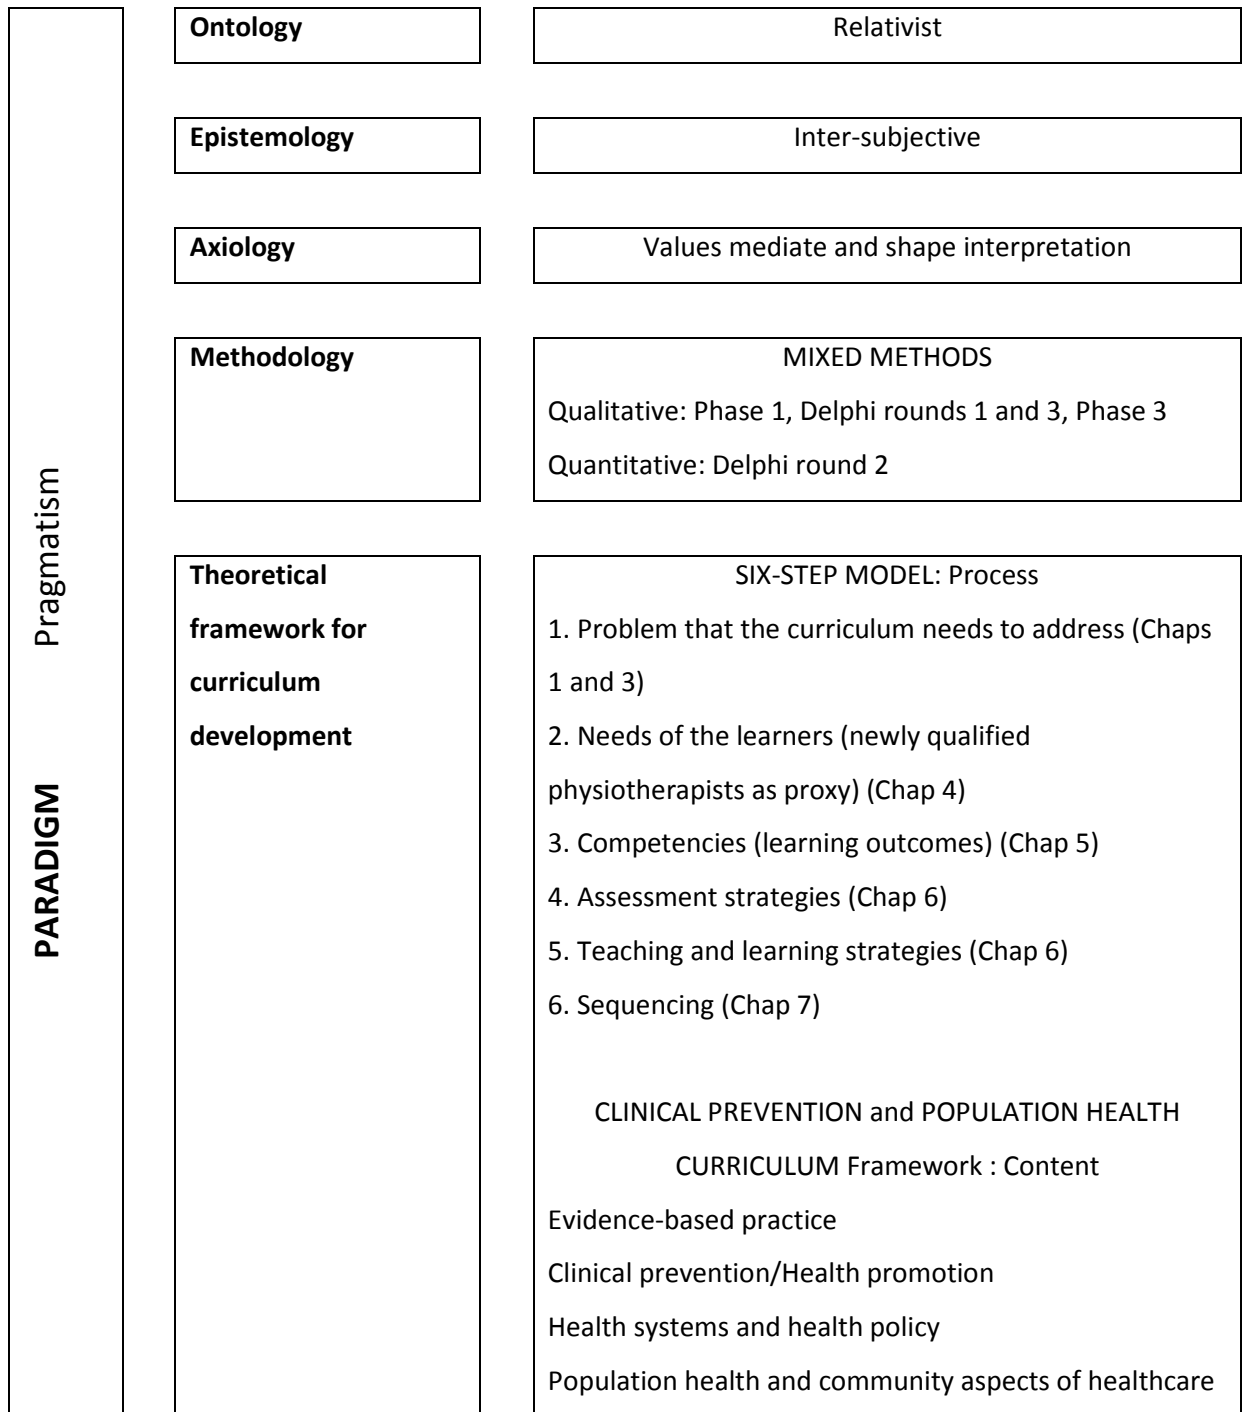 PARADIGM Pragmatism
Ontology
Relativist
Epistemology
Inter-subjective
Axiology
Values mediate and shape interpretation
Methodology
MIXED METHODS
Qualitative: Phase 1, Delphi rounds 1 and 3, Phase 3
Quantitative: Delphi round 2
Theoretical
framework for
curriculum
development
SIX-STEP MODEL: Process
1. Problem that the curriculum needs to address (Chaps
1 and 3)
2. Needs of the learners (newly qualified
physiotherapists as proxy) (Chap 4)
3. Competencies (learning outcomes) (Chap 5)
4. Assessment strategies (Chap 6)
5. Teaching and learning strategies (Chap 6)
6. Sequencing (Chap 7)
CLINICAL PREVENTION and POPULATION HEALTH
CURRICULUM Framework : Content
Evidence-based practice
Clinical prevention/Health promotion
Health systems and health policy
Population health and community aspects of healthcare